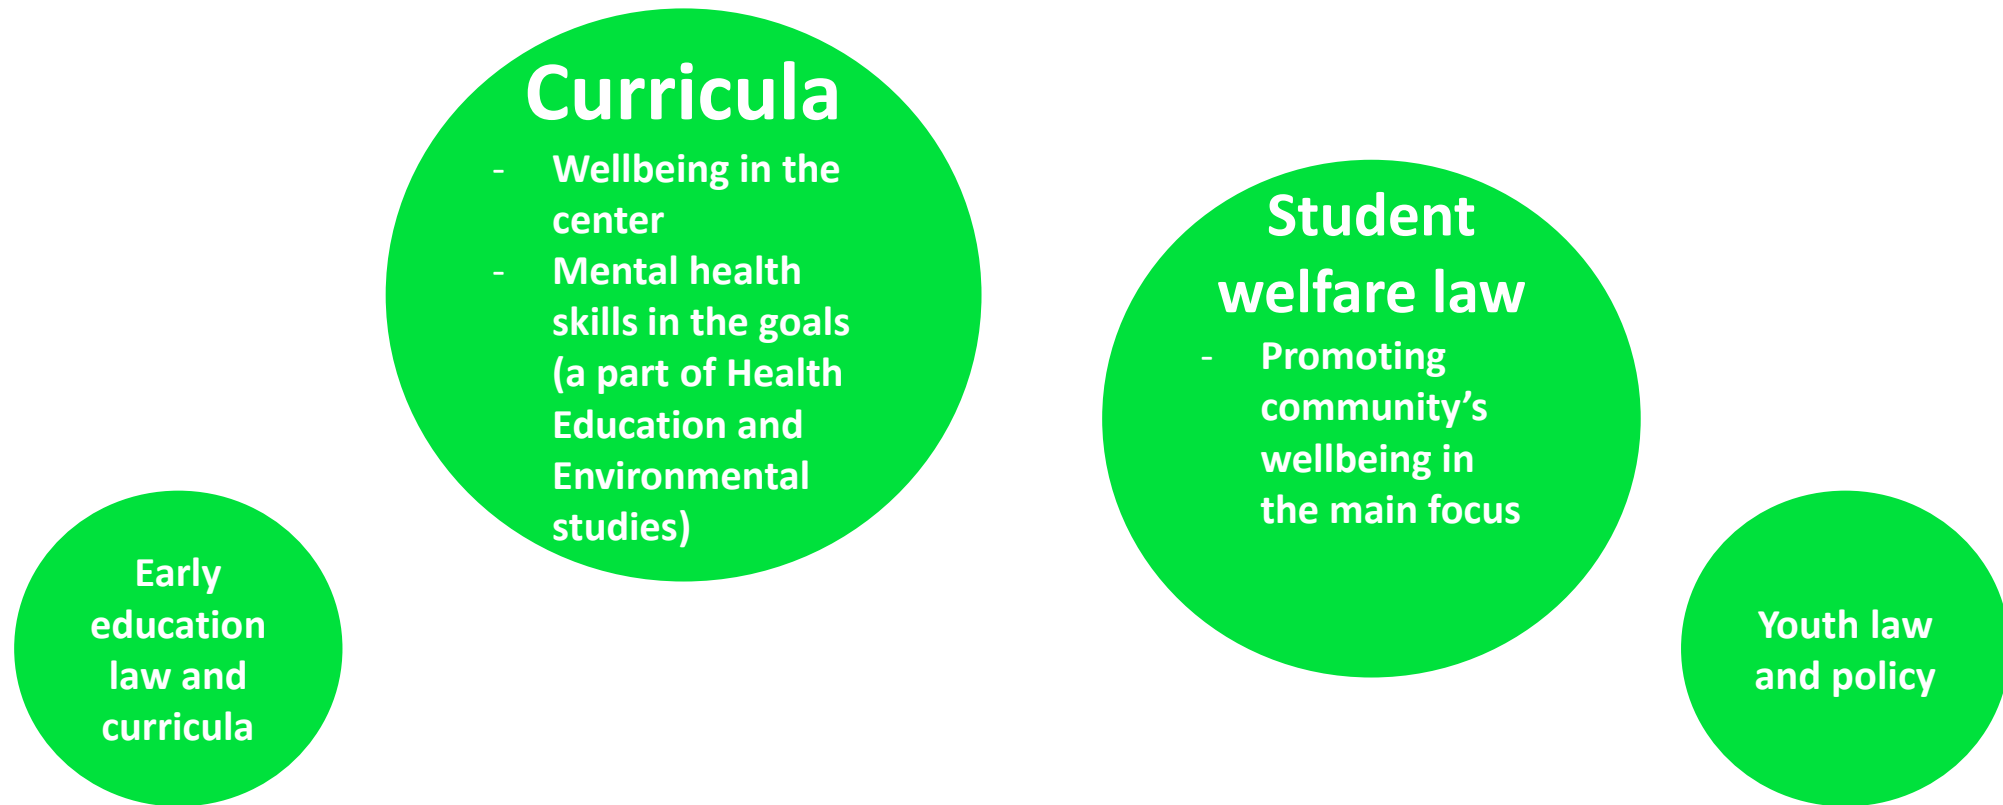 Curricula
- Wellbeing in the
center
- Mental health
skills in the goals
(a part of Health
Education and
Environmental
studies)
Student
welfare law
- Promoting
community’s
wellbeing in
the main focus
Early
education
law and
curricula
Youth law
and policy